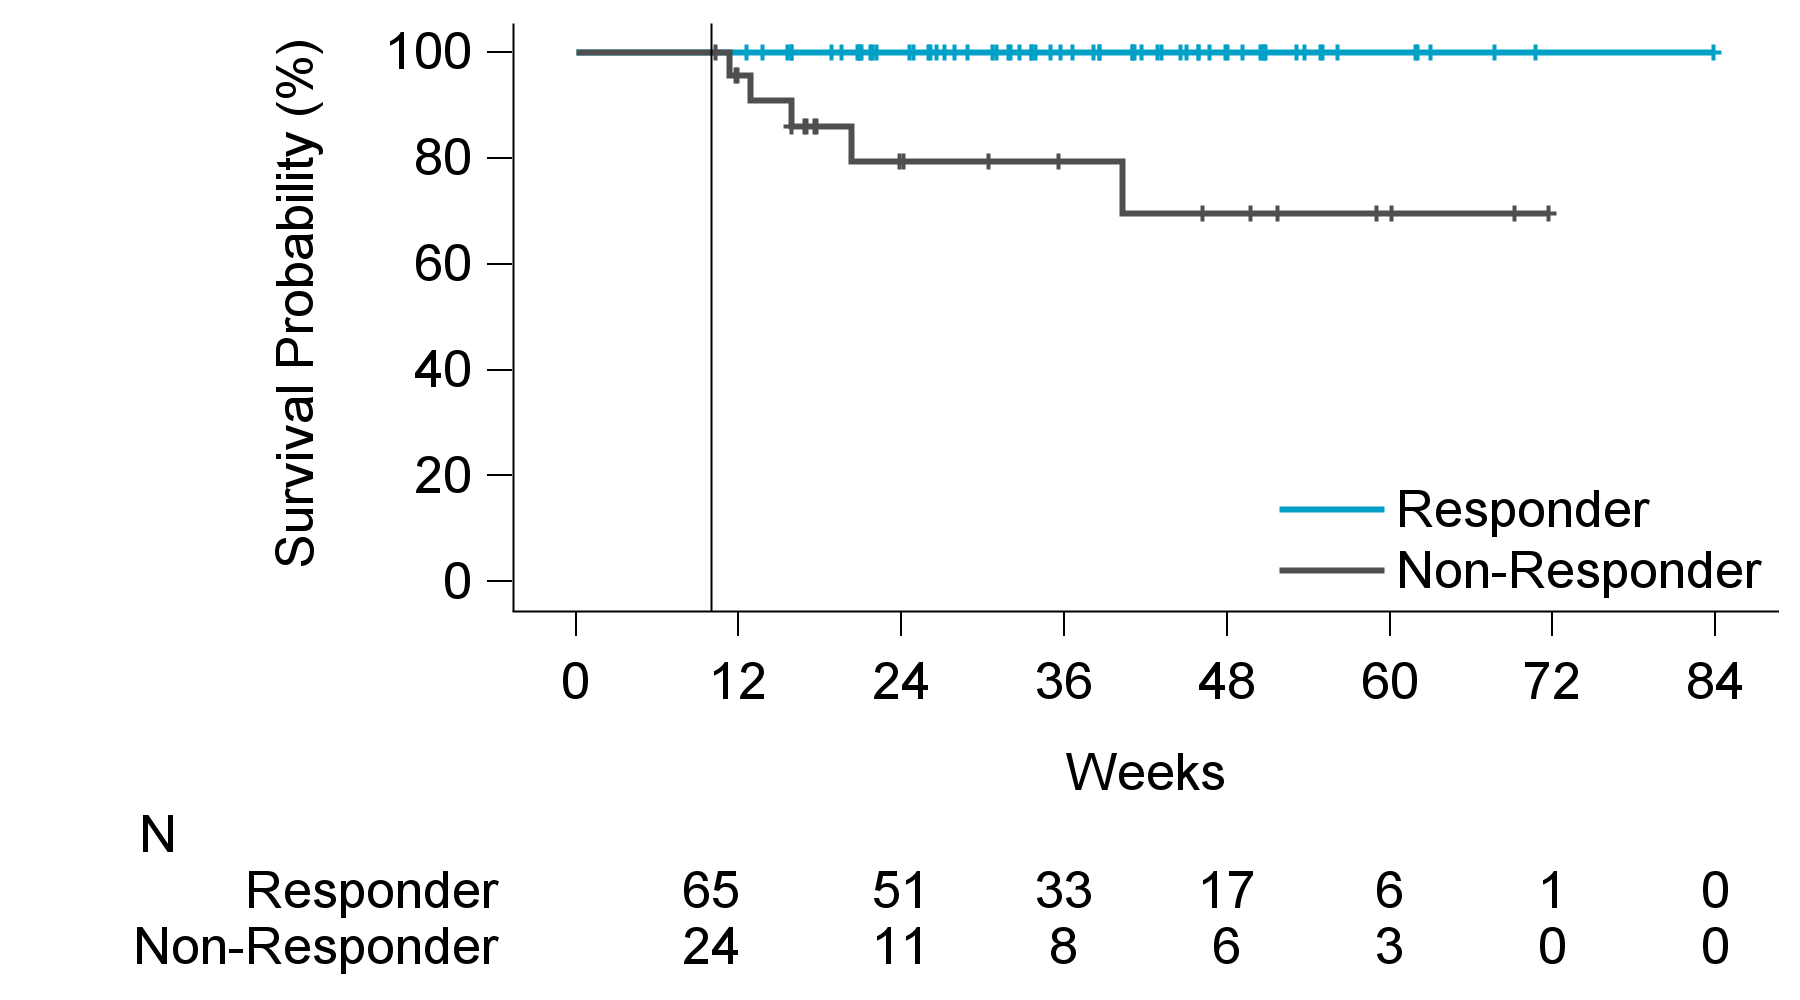 Survival Probability (%)
100
80
60
40
20
0
Responder
Non-Responder
0 12 24 36 48 60 72 84
Weeks
N
Responder 65 51 33 17 6 1 0
Non-Responder 24 11 8 6 3 0 0